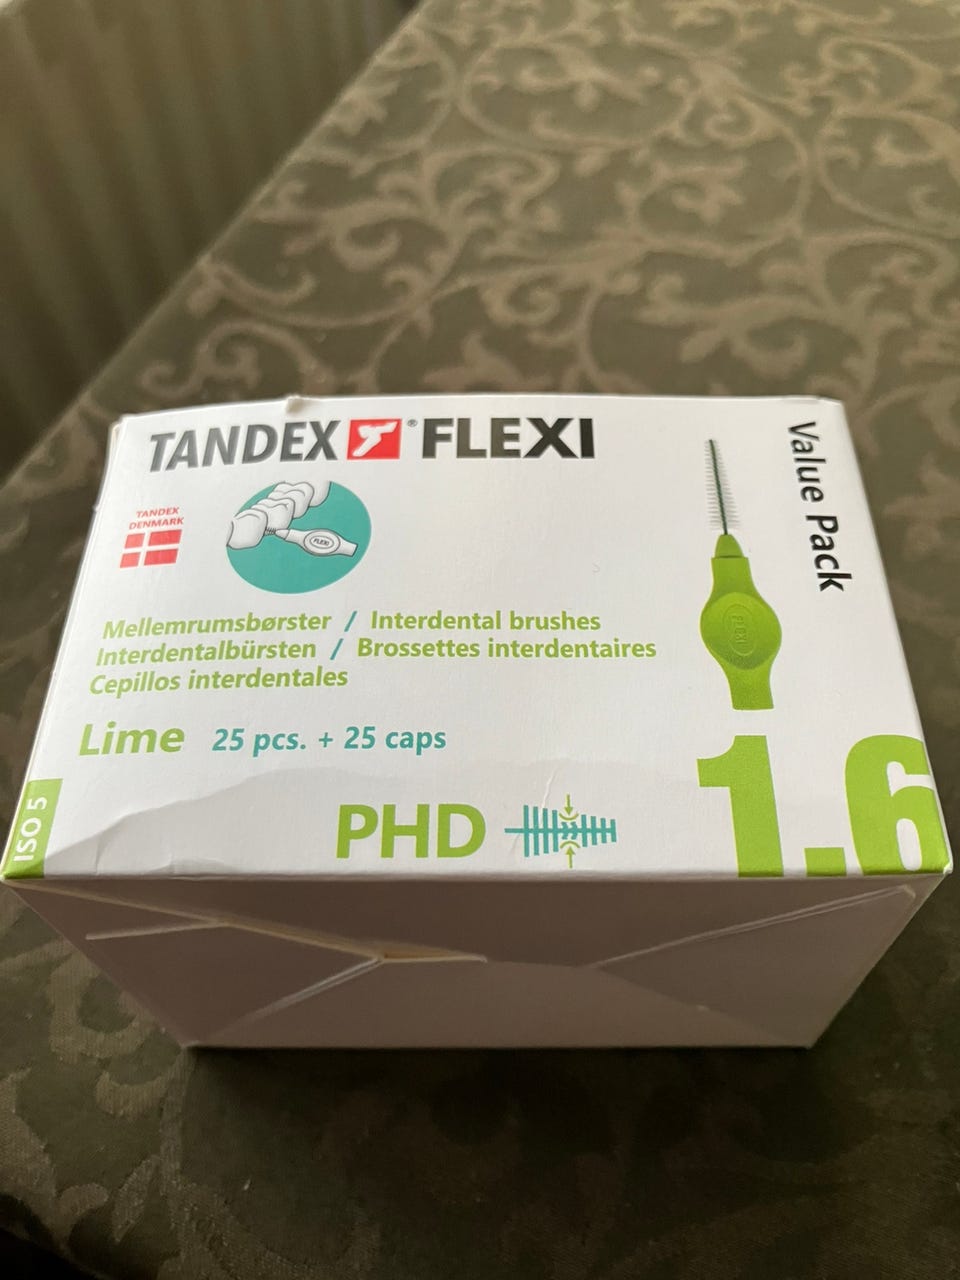 TANDEX ® FLEXI
Value Pack
TANDEX
DENMARK
FLEXI
FLEXI
Mellemrumsbørster / Interdental brushes
Interdentalbürsten / Brossettes interdentaires
Cepillos interdentales
Lime 25 pcs. + 25 caps
ISO 5
PHD
1.6